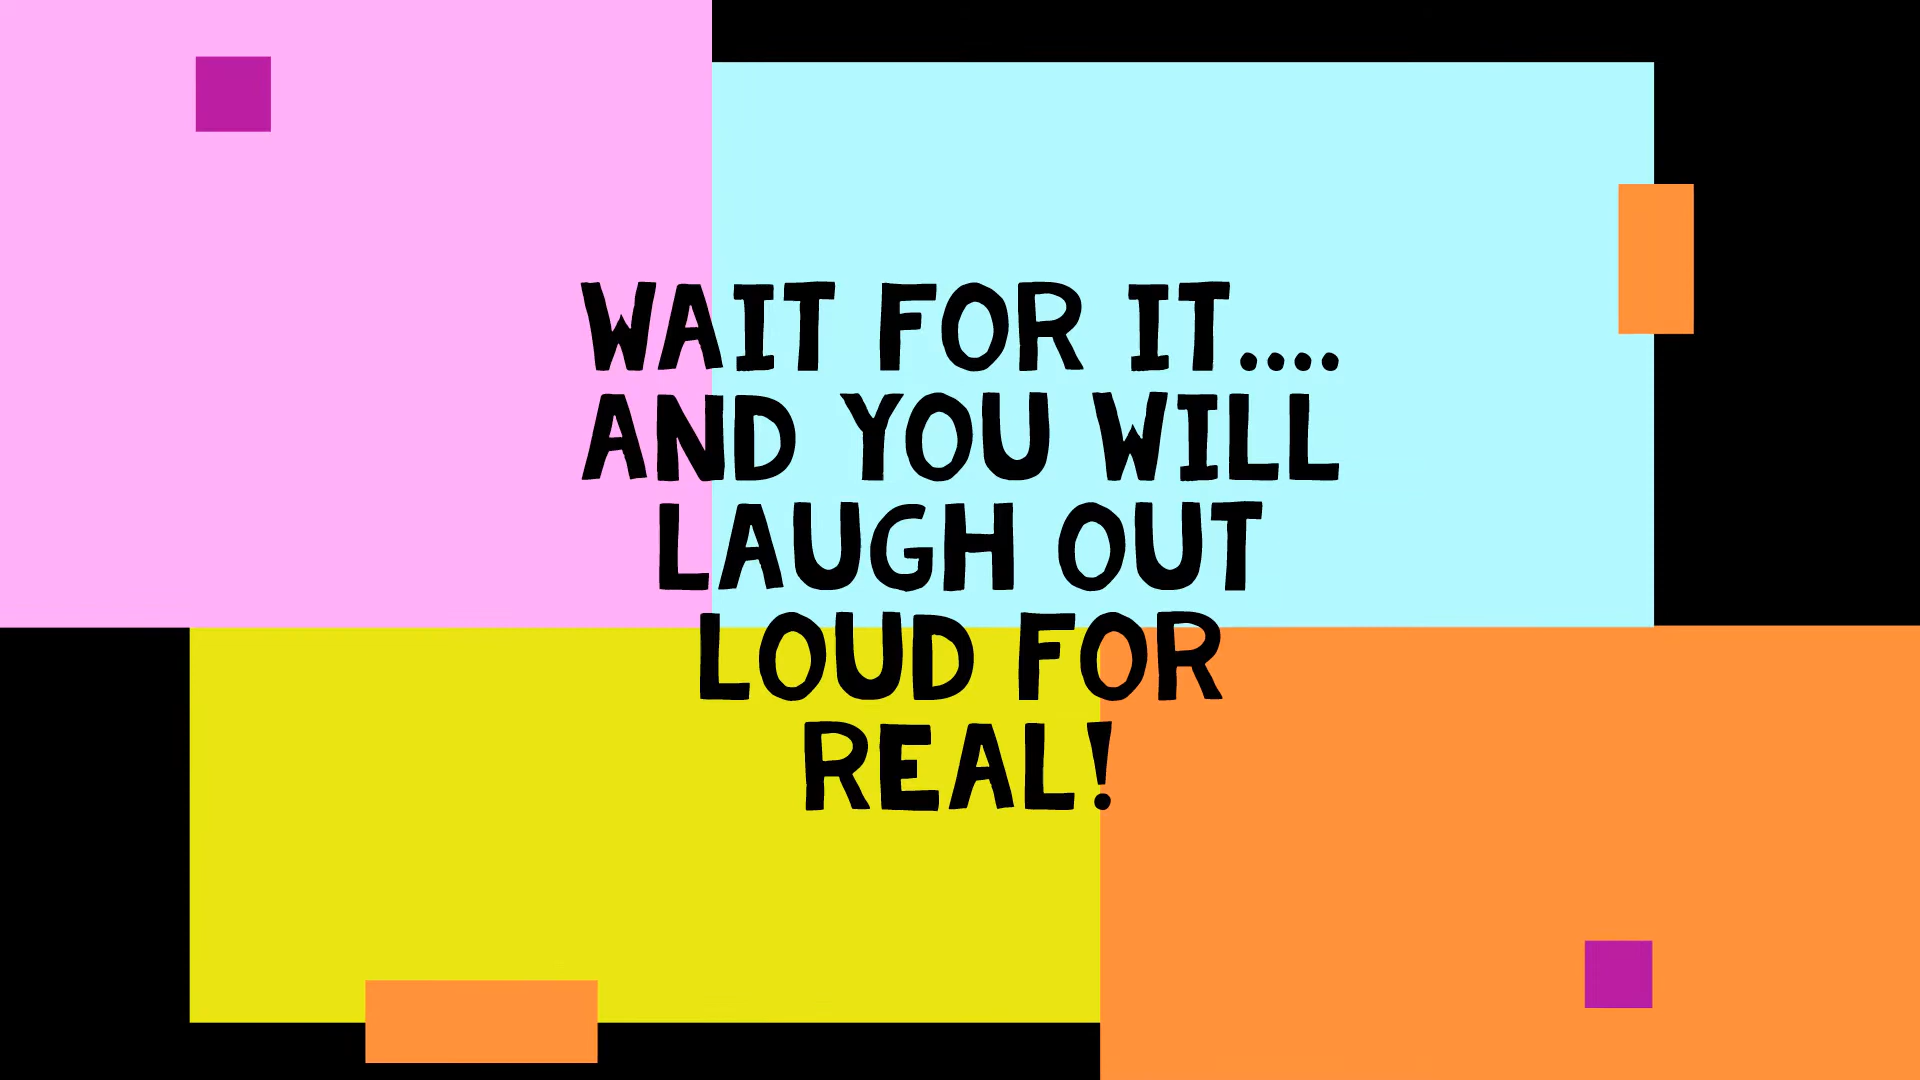 WAIT FOR IT....
AND YOU WILL
LAUGH OUT
LOUD FOR
REAL!